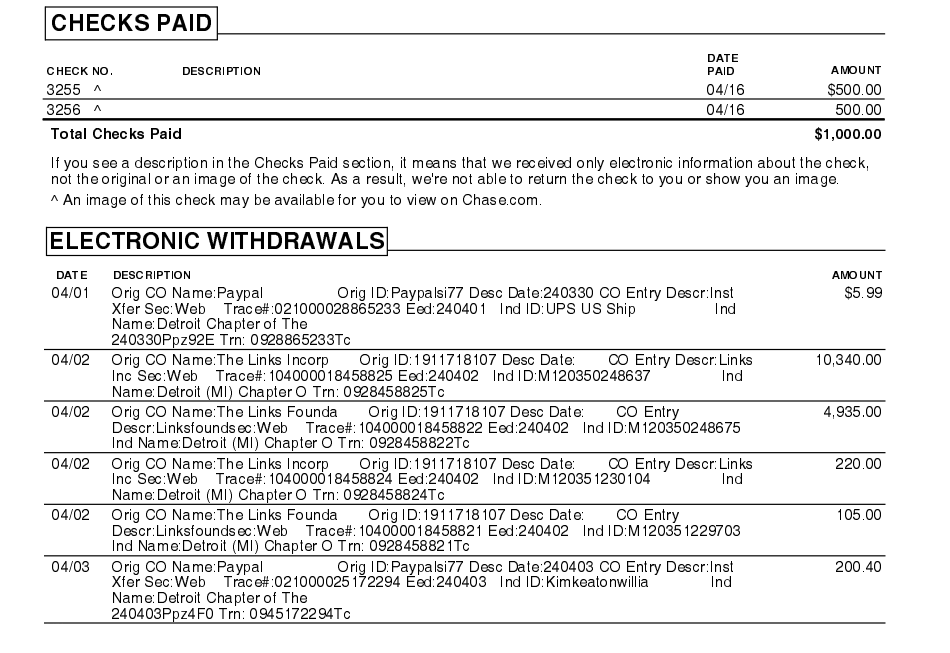 CHECKS PAID
CHECK NO. DESCRIPTION DATE PAID AMOUNT
3255 ^ 04/16 $500.00
3256 ^ 04/16 500.00
Total Checks Paid $1,000.00
If you see a description in the Checks Paid section, it means that we received only electronic information about the check,
not the original or an image of the check. As a result, we're not able to return the check to you or show you an image.
^ An image of this check may be available for you to view on Chase.com.
ELECTRONIC WITHDRAWALS
DATE DESCRIPTION AMOUNT
04/01 Orig CO Name:Paypal Orig ID:Paypalsi77 Desc Date:240330 CO Entry Descr:Inst $5.99
Xfer Sec:Web Trace#:021000028865233 Eed:240401 Ind ID:UPS US Ship Ind
Name:Detroit Chapter of The
240330Ppz92E Trn: 0928865233Tc
04/02 Orig CO Name:The Links Incorp Orig ID:1911718107 Desc Date: CO Entry Descr:Links 10,340.00
Inc Sec:Web Trace#:104000018458825 Eed:240402 Ind ID:M120350248637 Ind
Name:Detroit (MI) Chapter O Trn: 0928458825Tc
04/02 Orig CO Name:The Links Founda Orig ID:1911718107 Desc Date: CO Entry 4,935.00
Descr:Linksfoundsec:Web Trace#:104000018458822 Eed:240402 Ind ID:M120350248675
Ind Name:Detroit (MI) Chapter O Trn: 0928458822Tc
04/02 Orig CO Name:The Links Incorp Orig ID:1911718107 Desc Date: CO Entry Descr:Links 220.00
Inc Sec:Web Trace#:104000018458824 Eed:240402 Ind ID:M120351230104 Ind
Name:Detroit (MI) Chapter O Trn: 0928458824Tc
04/02 Orig CO Name:The Links Founda Orig ID:1911718107 Desc Date: CO Entry 105.00
Descr:Linksfoundsec:Web Trace#:104000018458821 Eed:240402 Ind ID:M120351229703
Ind Name:Detroit (MI) Chapter O Trn: 0928458821Tc
04/03 Orig CO Name:Paypal Orig ID:Paypalsi77 Desc Date:240403 CO Entry Descr:Inst 200.40
Xfer Sec:Web Trace#:021000025172294 Eed:240403 Ind ID:Kimkeatonwillia Ind
Name:Detroit Chapter of The
240403Ppz4F0 Trn: 0945172294Tc